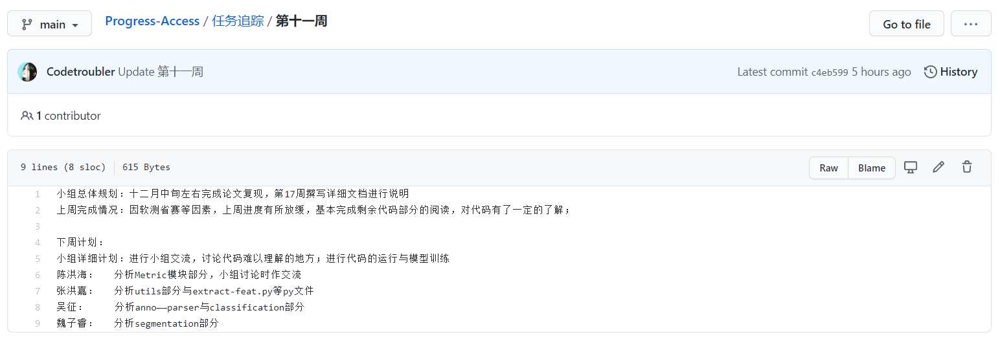 main
Progress-Access / 任务追踪 / 第十一周
Go to file
Codetroubler Update 第十一周
Latest commit c4eb599 5 hours ago
History
1 contributor
9 lines (8 sloc)
615 Bytes
Raw
Blame
1 小组总体规划：十二月中旬左右完成论文复现，第17周撰写详细文档进行说明
2 上周完成情况：因软测省赛等因素，上周进度有所放缓，基本完成剩余代码部分的阅读，对代码有了一定的了解；
3
4 下周计划：
5 小组详细计划：进行小组交流，讨论代码难以理解的地方；进行代码的运行与模型训练
6 陈洪海： 分析Metric模块部分，小组讨论时作交流
7 张洪嘉： 分析utils部分与extract-feat.py等py文件
8 吴征： 分析anno——parser与classification部分
9 魏子睿： 分析segmentation部分